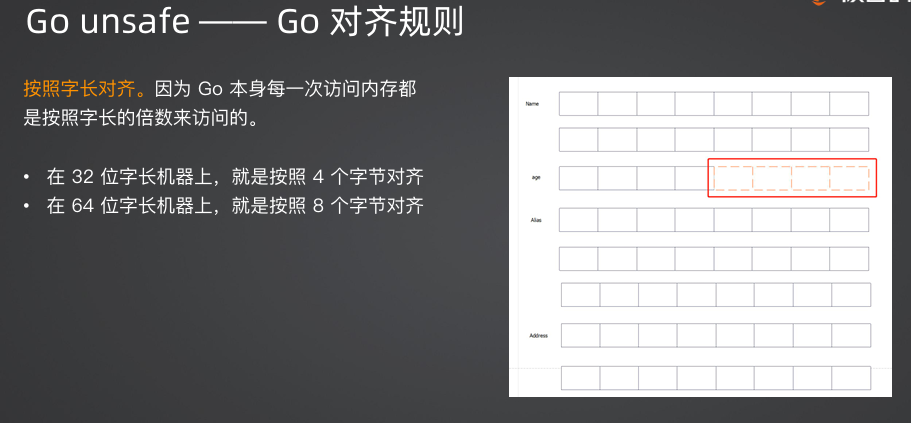 Go unsafe —— Go 对齐规则
按照字长对齐。因为 Go 本身每一次访问内存都
是按照字长的倍数来访问的。
• 在 32 位字长机器上，就是按照 4 个字节对齐
• 在 64 位字长机器上，就是按照 8 个字节对齐
Name
age
Alias
Address